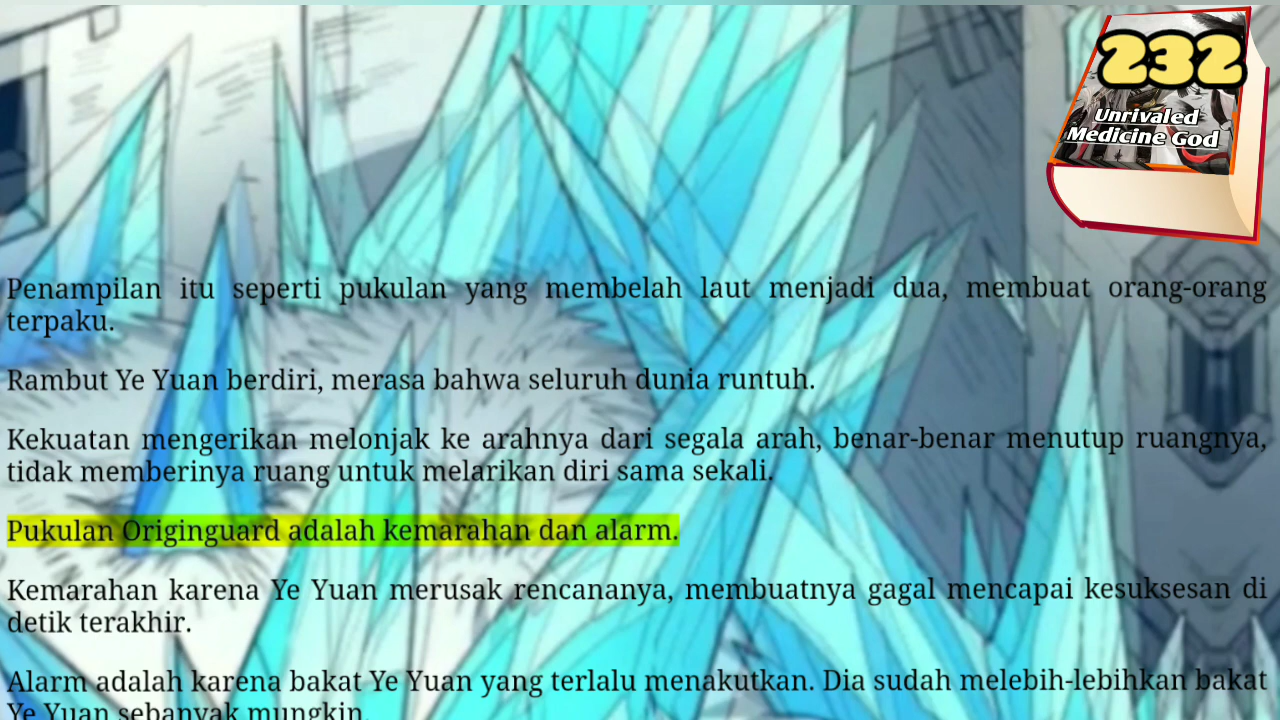 232
Unrivaled
Medicine God
Penampilan itu seperti pukulan yang membelah laut menjadi dua, membuat orang-orang
terpaku.
Rambut Ye Yuan berdiri, merasa bahwa seluruh dunia runtuh.
Kekuatan mengerikan melonjak ke arahnya dari segala arah, benar-benar menutup ruangnya,
tidak memberinya ruang untuk melarikan diri sama sekali.
Pukulan Originguard adalah kemarahan dan alarm.
Kemarahan karena Ye Yuan merusak rencananya, membuatnya gagal mencapai kesuksesan di
detik terakhir.
Alarm adalah karena bakat Ye Yuan yang terlalu menakutkan. Dia sudah melebih-lebihkan bakat
Ye Yuan sebanyak mungkin.